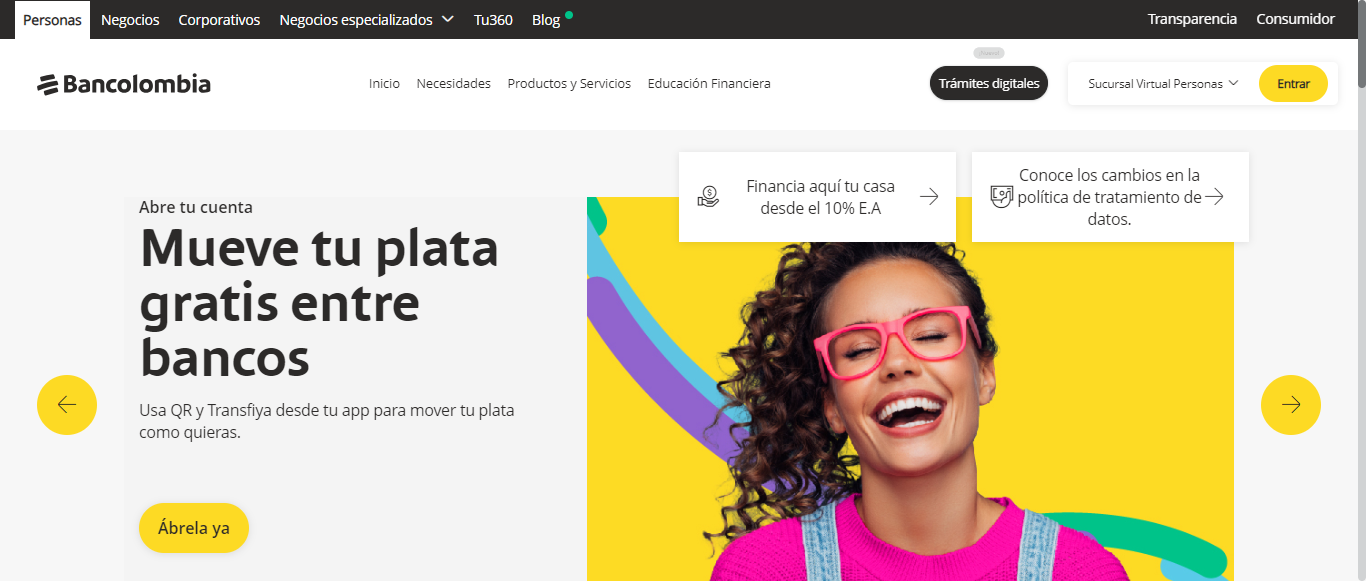 Personas Negocios Corporativos Negocios especializados Tu360 Blog Transparencia Consumidor
Bancolombia Inicio Necesidades Productos y Servicios Educación Financiera Trámites digitales Sucursal Virtual Personas Entrar
Financia aquí tu casa
desde el 10% E.A
Conoce los cambios en la
política de tratamiento de
datos.
Abre tu cuenta
Mueve tu plata
gratis entre
bancos
Usa QR y Transfiya desde tu app para mover tu plata
como quieras.
Ábrela ya